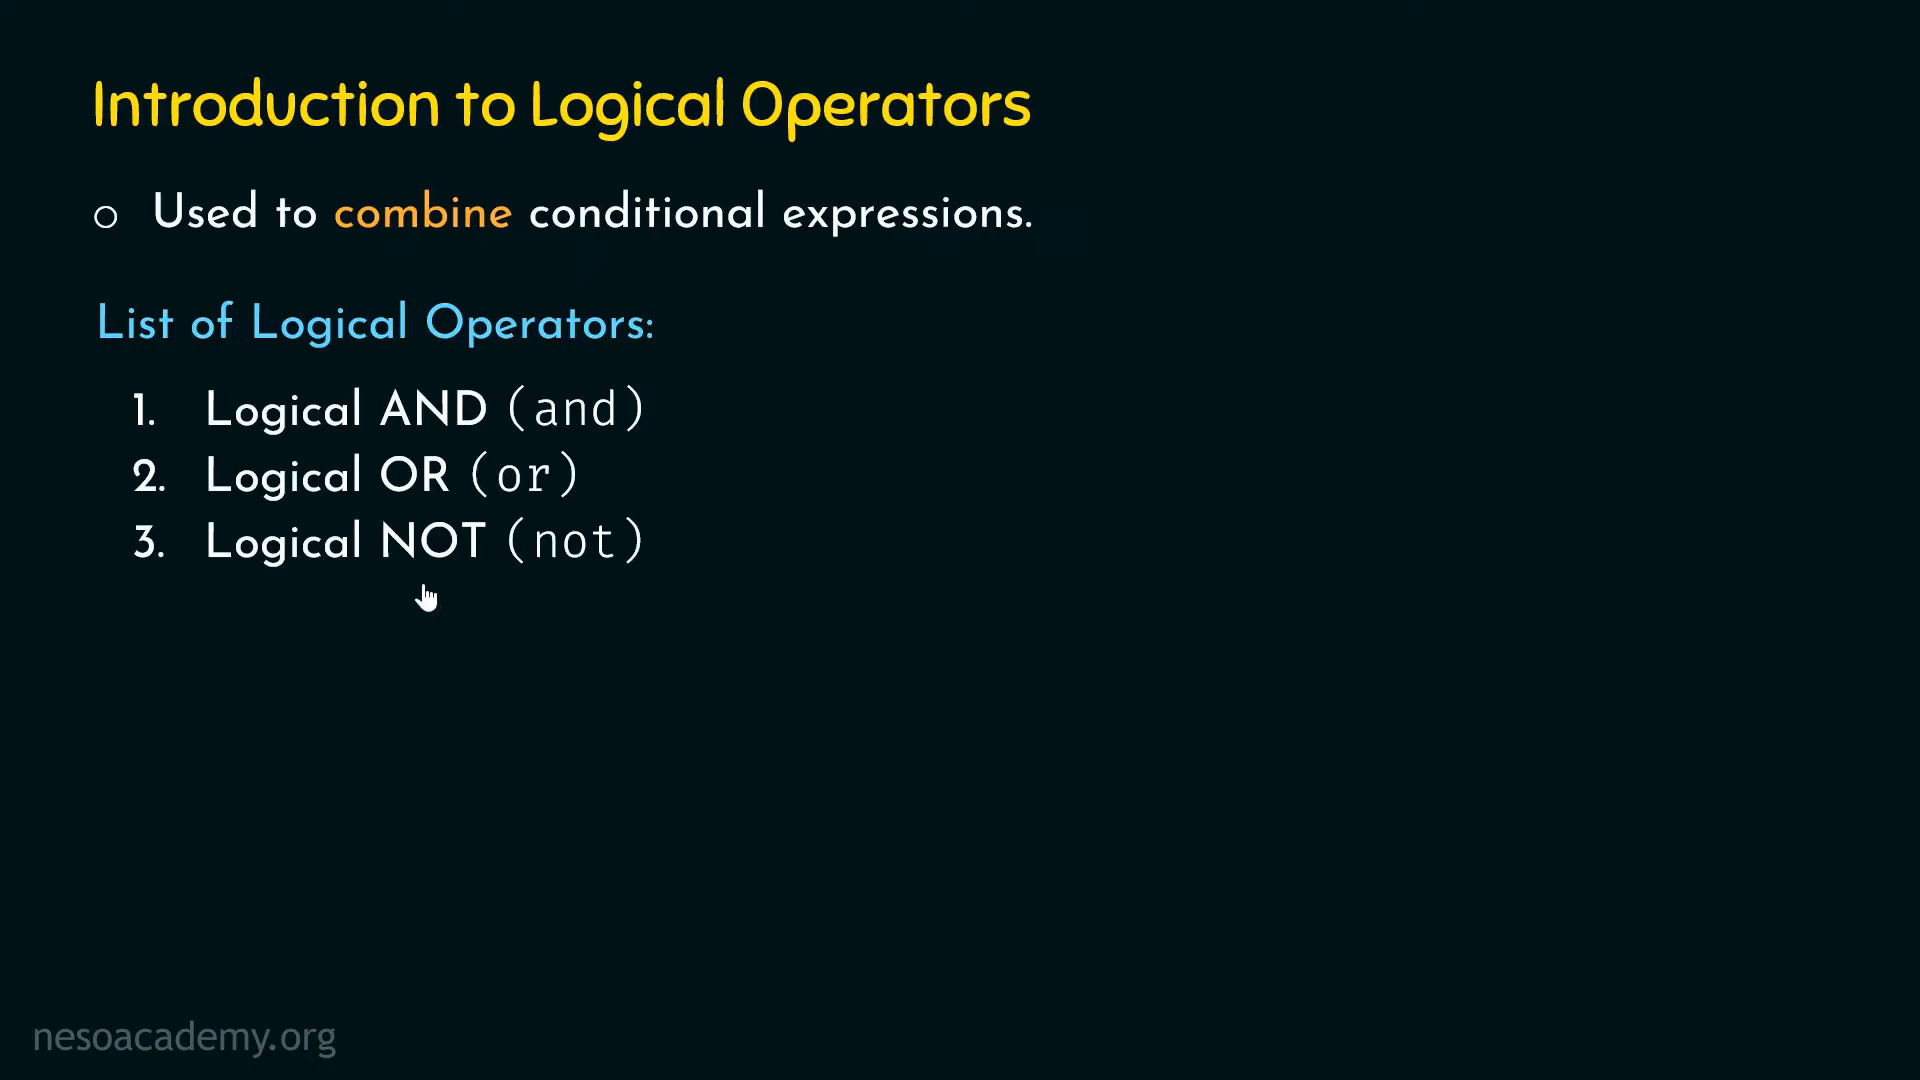 Introduction to Logical Operators
○ Used to combine conditional expressions.
List of Logical Operators:
1. Logical AND (and)
2. Logical OR (or)
3. Logical NOT (not)
nesoacademy.org